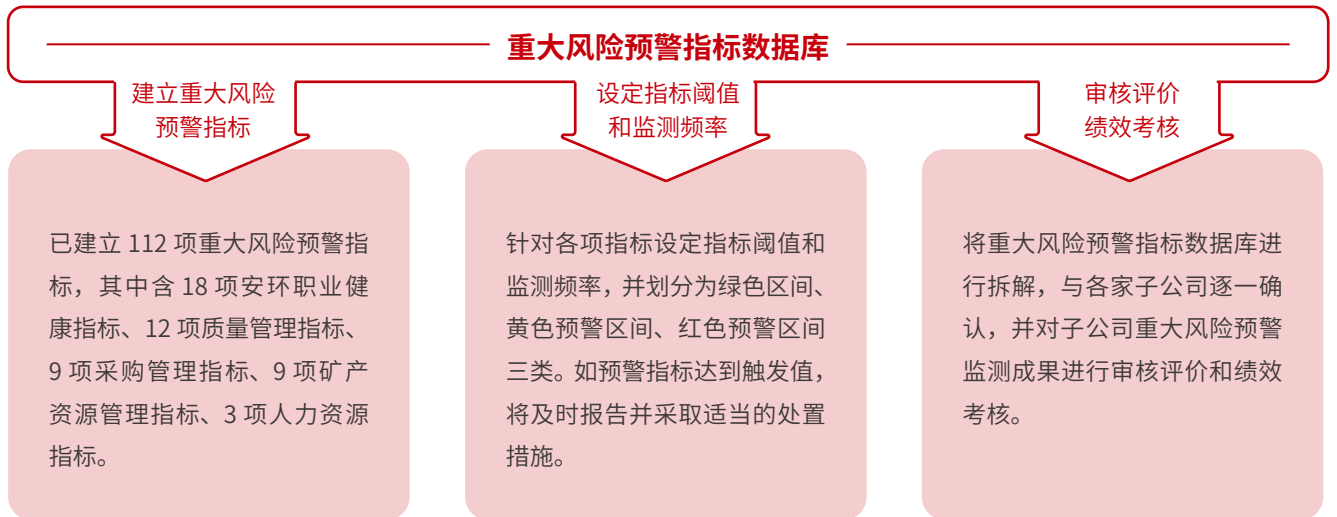 重大风险预警指标数据库
建立重大风险
预警指标
设定指标阈值
和监测频率
审核评价
绩效考核
已建立 112 项重大风险预警指
标，其中含 18 项安环职业健
康指标、12 项质量管理指标、
9 项采购管理指标、9 项矿产
资源管理指标、3 项人力资源
指标。
针对各项指标设定指标阈值和
监测频率，并划分为绿色区间、
黄色预警区间、红色预警区间
三类。如预警指标达到触发值，
将及时报告并采取适当的处置
措施。
将重大风险预警指标数据库进
行拆解，与各家子公司逐一确
认，并对子公司重大风险预警
监测成果进行审核评价和绩效
考核。